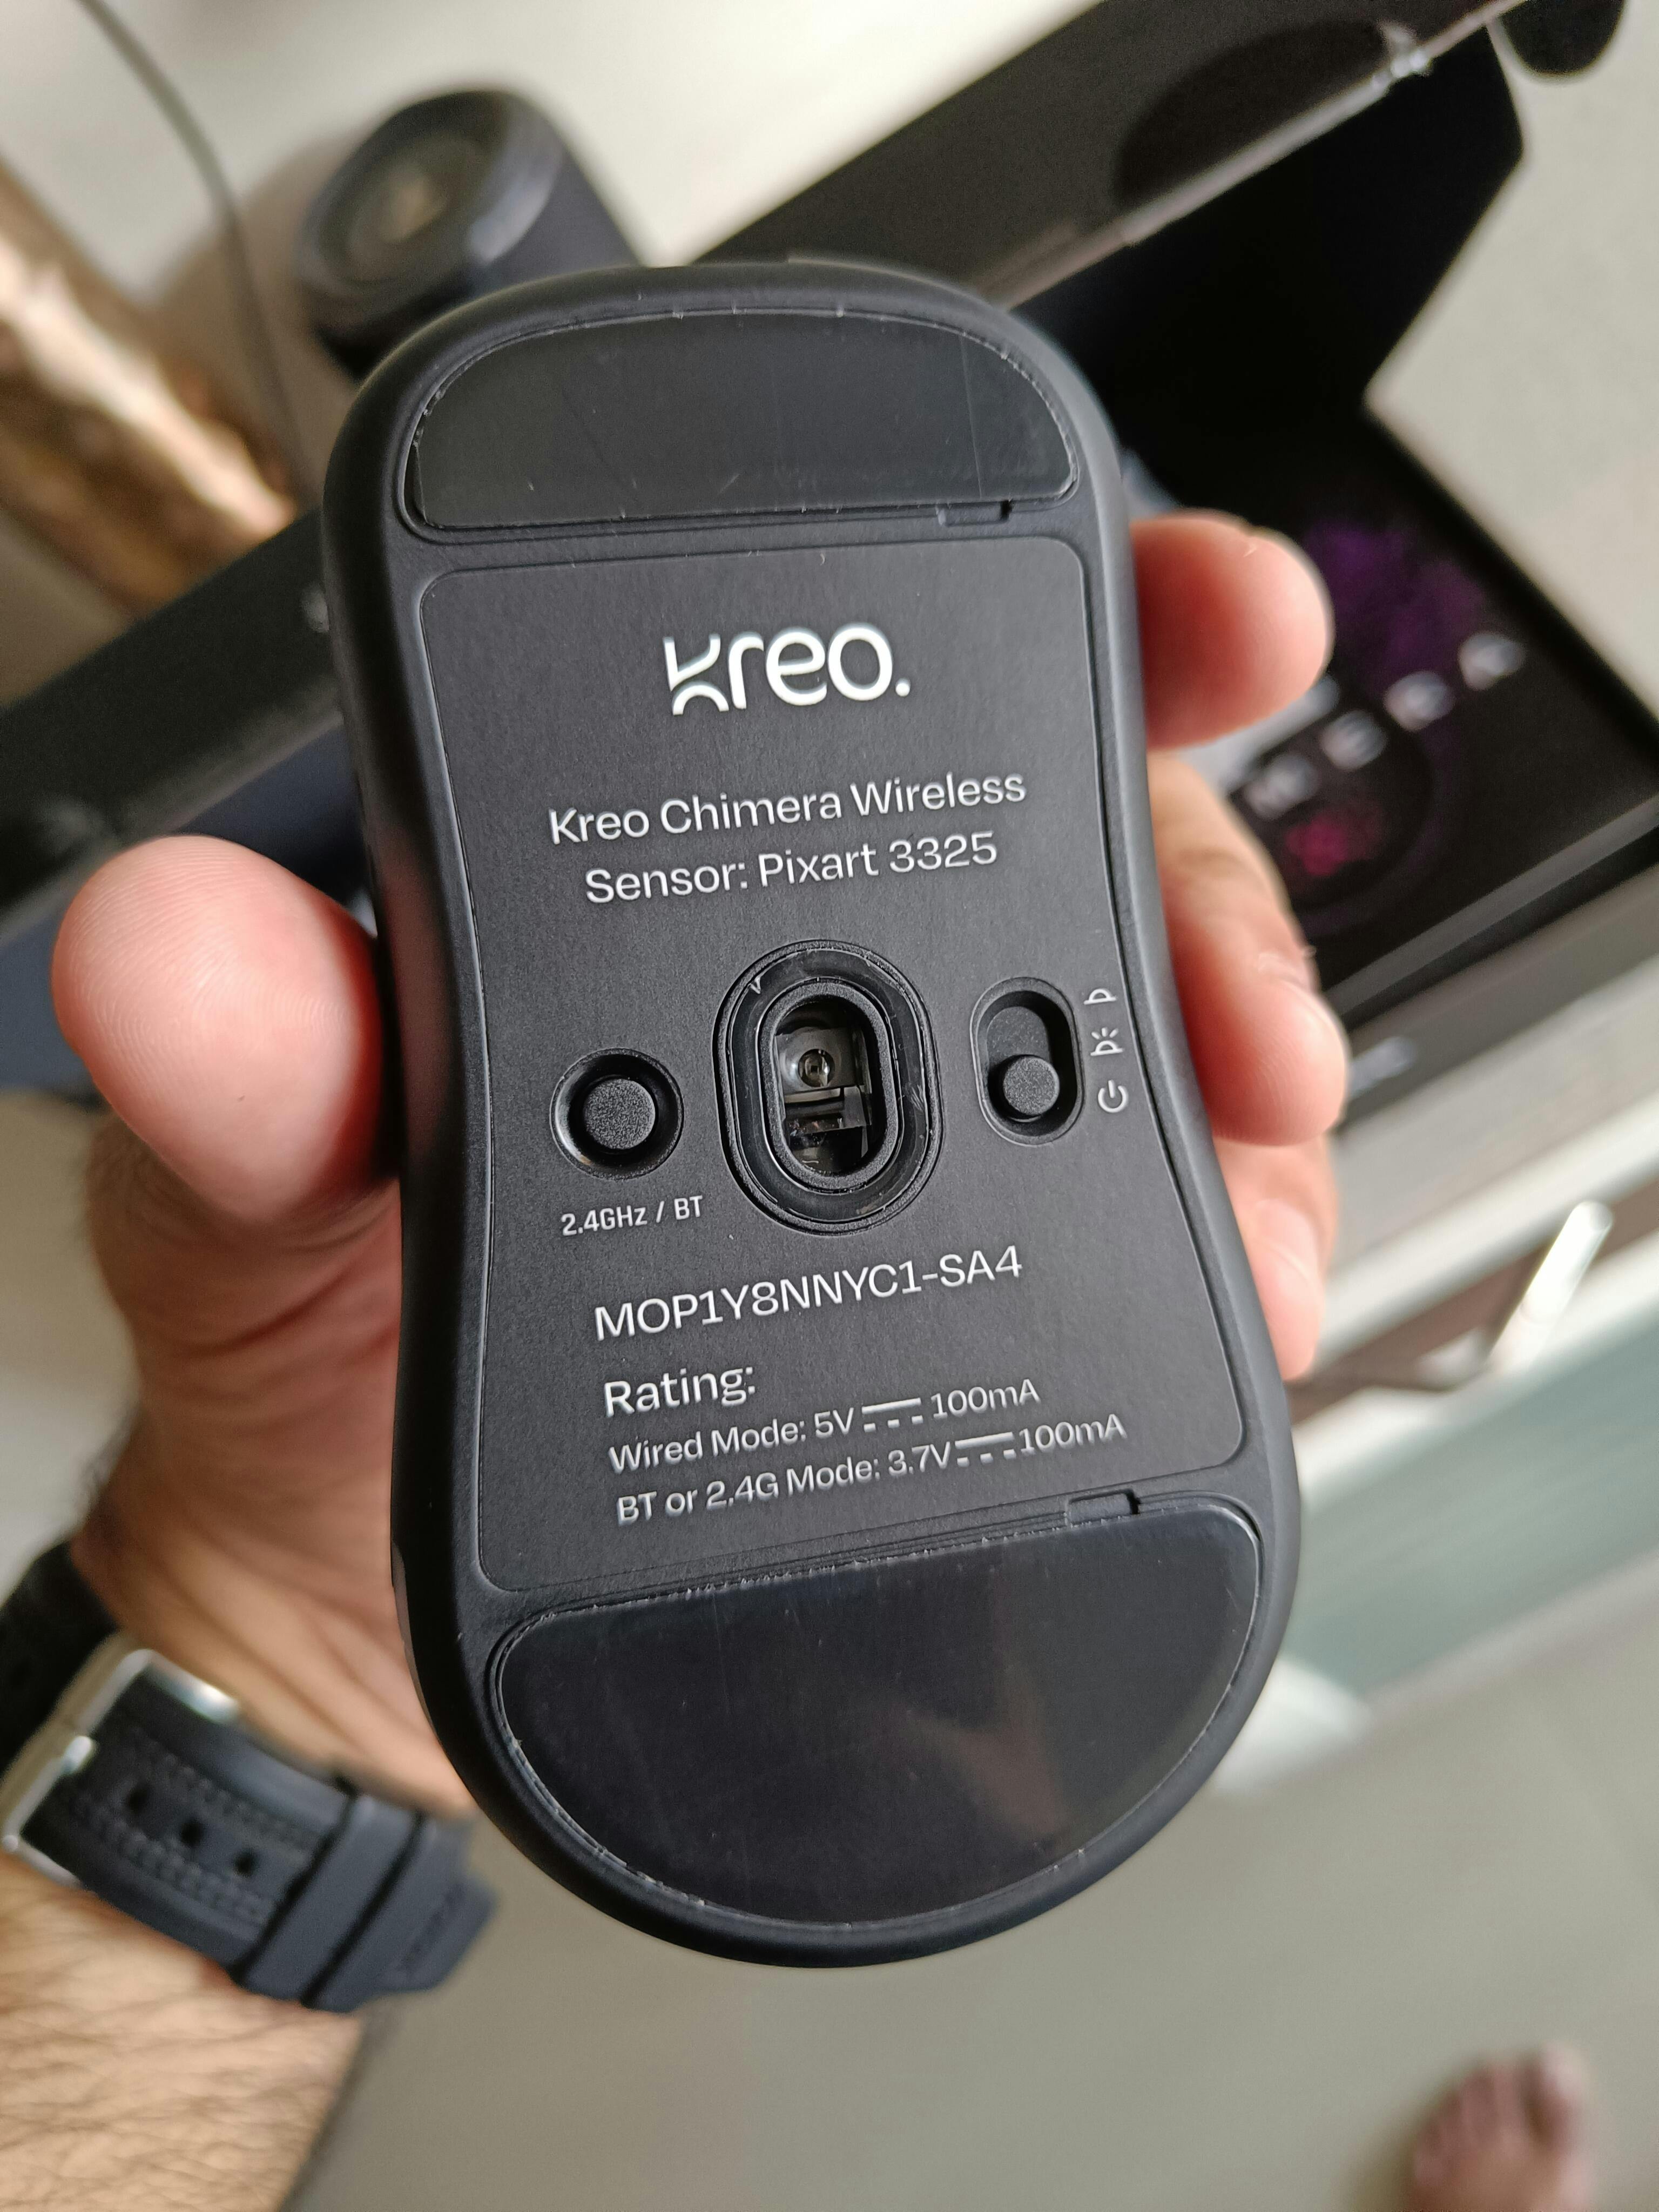 kreo.
Kreo Chimera Wireless
Sensor: Pixart 3325
2.4GHz / BT
MOP1Y8NNYC1-SA4
Rating:
Wired Mode: 5V⎓100mA
BT or 2.4G Mode: 3.7V⎓100mA